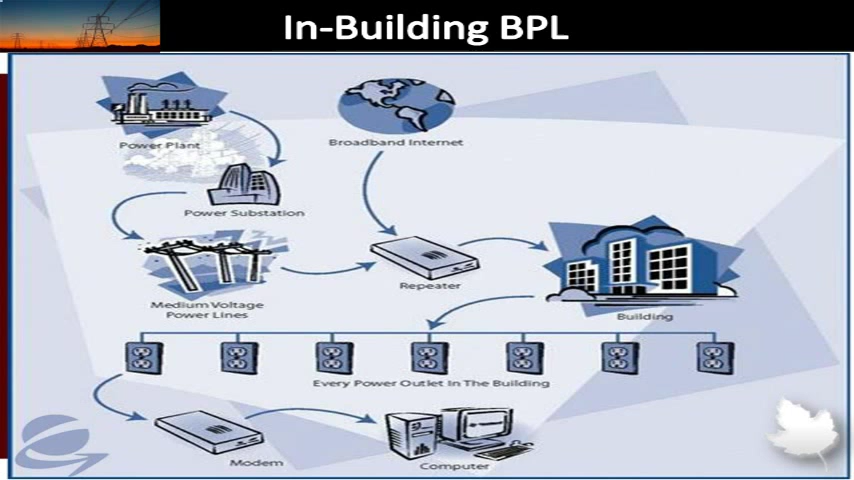 In-Building BPL
Power Plant
Broadband Internet
Power Substation
Medium Voltage
Power Lines
Repeater
Building
Every Power Outlet In The Building
Modem
Computer